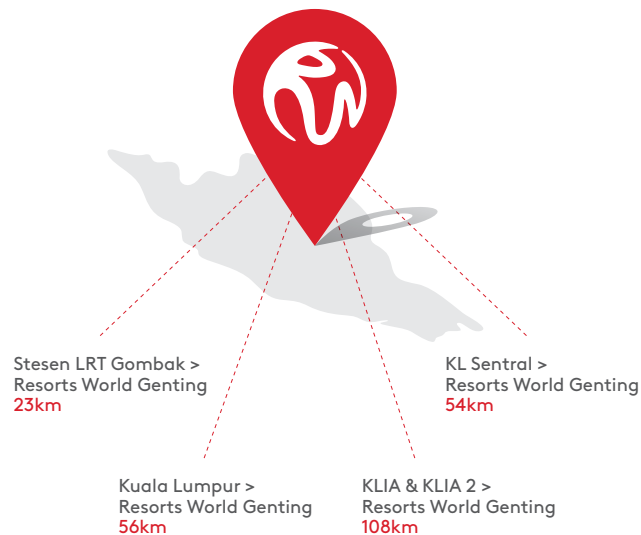 Stesen LRT Gombak >
Resorts World Genting
23km
KL Sentral >
Resorts World Genting
54km
Kuala Lumpur >
Resorts World Genting
56km
KLIA & KLIA 2 >
Resorts World Genting
108km